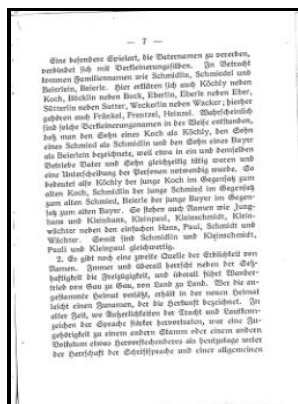 — 7 —
Eine besondere Spielart, die Vaternamen zu vererben,
verbindet sich mit Verkleinerungssilben. In Betracht
kommen Familiennamen wie Schmidlin, Schmiedel und
Beierlein, Beierle. Hier erklären sich auch Köchly neben
Koch, Böcklin neben Bock, Eberlin, Eberle neben Eber,
Sütterlin neben Sutter, Weckerlin neben Wacker; hierher
gehören auch Fränkel, Frentzel, Heinzel. Wahrscheinlich
sind solche Verkleinerungsnamen in der Weise entstanden,
daß man den Sohn eines Koch als Köchly, den Sohn
eines Schmied als Schmidlin und den Sohn eines Bayer
als Beierlein bezeichnete, weil etwa in ein und demselben
Betriebe Vater und Sohn gleichzeitig tätig waren und
eine Unterscheidung der Personen notwendig wurde. So
bedeutet also Köchly der junge Koch im Gegensatz zum
alten Koch, Schmidlin der junge Schmied im Gegensatz
zum alten Schmied, Beierle der junge Bayer im Gegen-
satz zum alten Bayer. So stehen auch Namen wie Jung-
hans und Kleinhans, Kleinpaul, Kleinschmidt, Klein-
wächter neben den einfachen Hans, Paul, Schmidt und
Wächter. Somit sind Schmidlin und Kleinschmidt,
Pauli und Kleinpaul gleichwertig.
2. Es gibt noch eine zweite Quelle der Erblichkeit von
Namen. Immer und überall herrscht neben der Seß-
haftigkeit die Freizügigkeit, und überall führt Wander-
trieb von Gau zu Gau, von Land zu Land. Wer die an-
gestammte Heimat verläßt, erhält in der neuen Heimat
leicht einen Zunamen, der die Herkunft bezeichnet. In
alter Zeit, wo Äußerlichkeiten der Tracht und Lautkenn-
zeichen der Sprache stärker hervortraten, war eine Zu-
gehörigkeit zu einem andern Stamm oder einem andern
Volkstum etwas Hervorstechenderes als heutzutage unter
der Herrschaft der Schriftsprache und einer allgemeinen